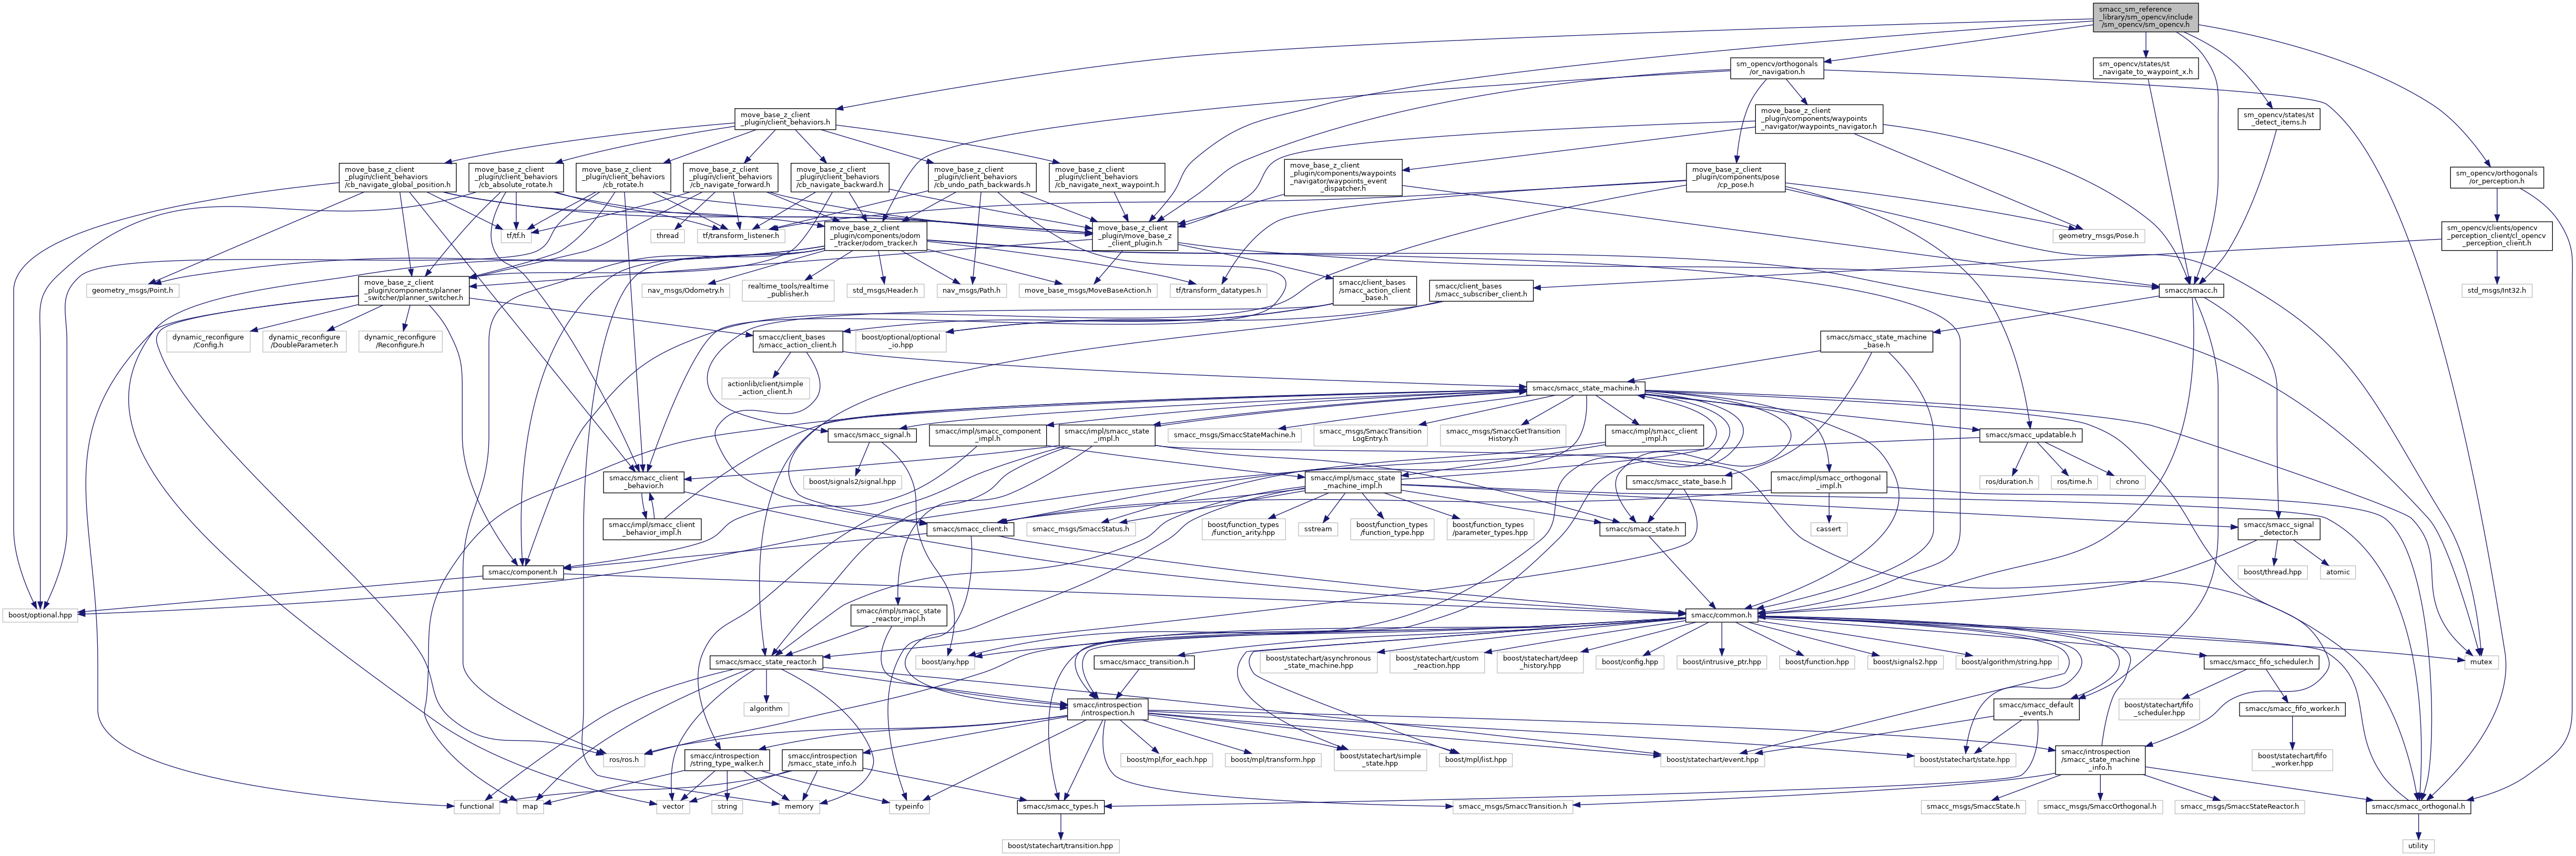 smacc_sm_reference
_library/sm_opencv/include
/sm_opencv/sm_opencv.h
sm_opencv/orthogonals
/or_navigation.h
sm_opencv/states/st
_navigate_to_waypoint_x.h
move_base_z_client
_plugin/client_behaviors.h
move_base_z_client
_plugin/components/waypoints
_navigator/waypoints_navigator.h
sm_opencv/states/st
_detect_items.h
move_base_z_client
_plugin/client_behaviors
/cb_navigate_global_position.h
move_base_z_client
_plugin/client_behaviors
/cb_absolute_rotate.h
move_base_z_client
_plugin/client_behaviors
/cb_rotate.h
move_base_z_client
_plugin/client_behaviors
/cb_navigate_forward.h
move_base_z_client
_plugin/client_behaviors
/cb_navigate_backward.h
move_base_z_client
_plugin/client_behaviors
/cb_undo_path_backwards.h
move_base_z_client
_plugin/client_behaviors
/cb_navigate_next_waypoint.h
move_base_z_client
_plugin/components/waypoints
_navigator/waypoints_event
_dispatcher.h
move_base_z_client
_plugin/components/pose
/cp_pose.h
sm_opencv/orthogonals
/or_perception.h
tf/tf.h
thread
tf/transform_listener.h
move_base_z_client
_plugin/components/odom
_tracker/odom_tracker.h
move_base_z_client
_plugin/move_base_z
_client_plugin.h
geometry_msgs/Pose.h
sm_opencv/clients/opencv
_perception_client/cl_opencv
_perception_client.h
geometry_msgs/Point.h
move_base_z_client
_plugin/components/planner
_switcher/planner_switcher.h
nav_msgs/Odometry.h
realtime_tools/realtime
_publisher.h
std_msgs/Header.h
nav_msgs/Path.h
move_base_msgs/MoveBaseAction.h
tf/transform_datatypes.h
smacc/client_bases
/smacc_action_client
_base.h
smacc/client_bases
/smacc_subscriber_client.h
smacc/smacc.h
std_msgs/Int32.h
dynamic_reconfigure
/Config.h
dynamic_reconfigure
/DoubleParameter.h
dynamic_reconfigure
/Reconfigure.h
smacc/client_bases
/smacc_action_client.h
boost/optional/optional
_io.hpp
smacc/smacc_state_machine
_base.h
actionlib/client/simple
_action_client.h
smacc/smacc_state_machine.h
smacc/smacc_signal.h
smacc/impl/smacc_component
_impl.h
smacc/impl/smacc_state
_impl.h
smacc_msgs/SmaccStateMachine.h
smacc_msgs/SmaccTransition
LogEntry.h
smacc_msgs/SmaccGetTransition
History.h
smacc/impl/smacc_client
_impl.h
smacc/smacc_updatable.h
smacc/smacc_client
_behavior.h
boost/signals2/signal.hpp
smacc/impl/smacc_state
_machine_impl.h
smacc/smacc_state_base.h
smacc/impl/smacc_orthogonal
_impl.h
ros/duration.h
ros/time.h
chrono
smacc/impl/smacc_client
_behavior_impl.h
smacc/smacc_client.h
smacc_msgs/SmaccStatus.h
boost/function_types
/function_arity.hpp
sstream
boost/function_types
/function_type.hpp
boost/function_types
/parameter_types.hpp
smacc/smacc_state.h
cassert
smacc/smacc_signal
_detector.h
smacc/component.h
boost/thread.hpp
atomic
boost/optional.hpp
smacc/impl/smacc_state
_reactor_impl.h
smacc/common.h
smacc/smacc_state_reactor.h
boost/any.hpp
smacc/smacc_transition.h
boost/statechart/asynchronous
_state_machine.hpp
boost/statechart/custom
_reaction.hpp
boost/statechart/deep
_history.hpp
boost/config.hpp
boost/intrusive_ptr.hpp
boost/function.hpp
boost/signals2.hpp
boost/algorithm/string.hpp
smacc/smacc_fifo_scheduler.h
mutex
algorithm
smacc/introspection
/introspection.h
smacc/smacc_default
_events.h
boost/statechart/fifo
_scheduler.hpp
smacc/smacc_fifo_worker.h
ros/ros.h
smacc/introspection
/string_type_walker.h
smacc/introspection
/smacc_state_info.h
boost/mpl/for_each.hpp
boost/mpl/transform.hpp
boost/statechart/simple
_state.hpp
boost/mpl/list.hpp
boost/statechart/event.hpp
boost/statechart/state.hpp
smacc/introspection
/smacc_state_machine
_info.h
boost/statechart/fifo
_worker.hpp
functional
map
vector
string
memory
typeinfo
smacc/smacc_types.h
smacc_msgs/SmaccTransition.h
smacc_msgs/SmaccState.h
smacc_msgs/SmaccOrthogonal.h
smacc_msgs/SmaccStateReactor.h
smacc/smacc_orthogonal.h
boost/statechart/transition.hpp
utility